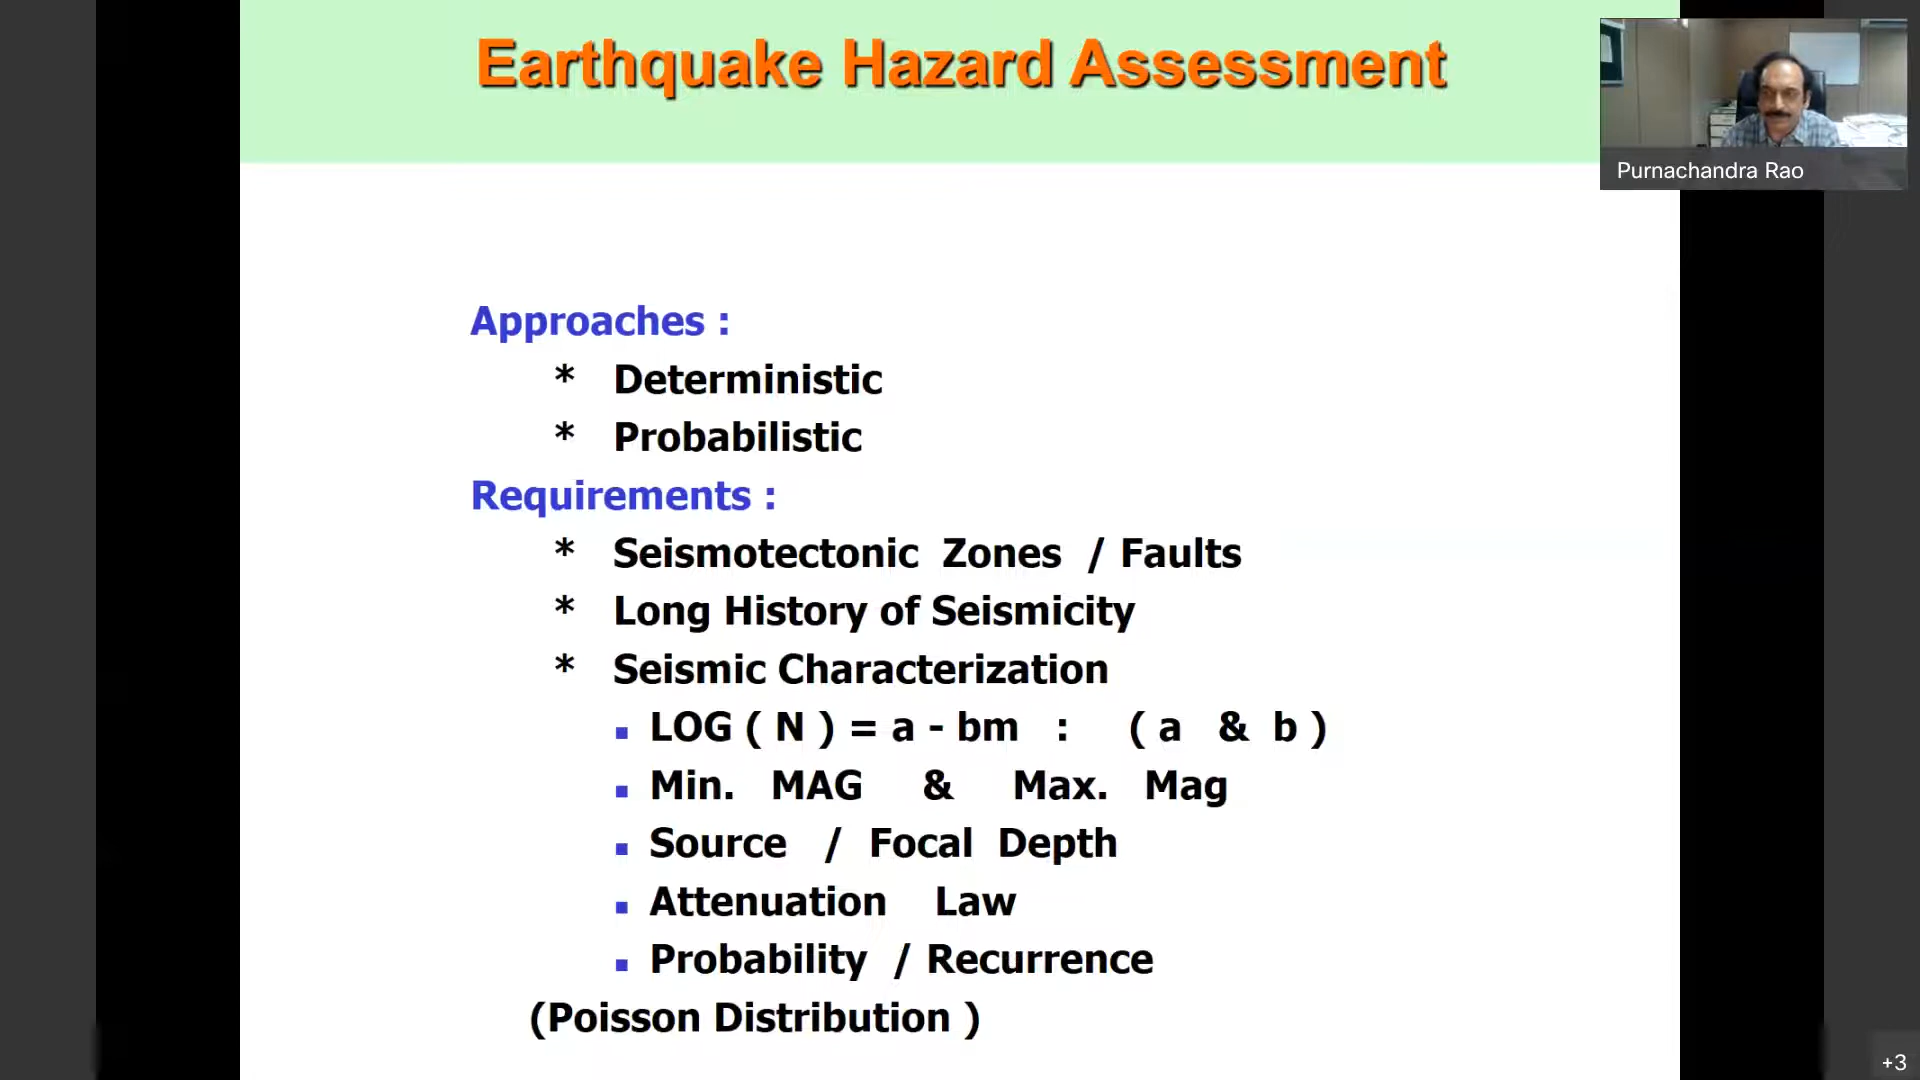 Earthquake Hazard Assessment
Purnachandra Rao
Approaches :
* Deterministic
* Probabilistic
Requirements :
* Seismotectonic Zones / Faults
* Long History of Seismicity
* Seismic Characterization
▪ LOG ( N ) = a - bm : ( a & b )
▪ Min. MAG & Max. Mag
▪ Source / Focal Depth
▪ Attenuation Law
▪ Probability / Recurrence
(Poisson Distribution )
+3